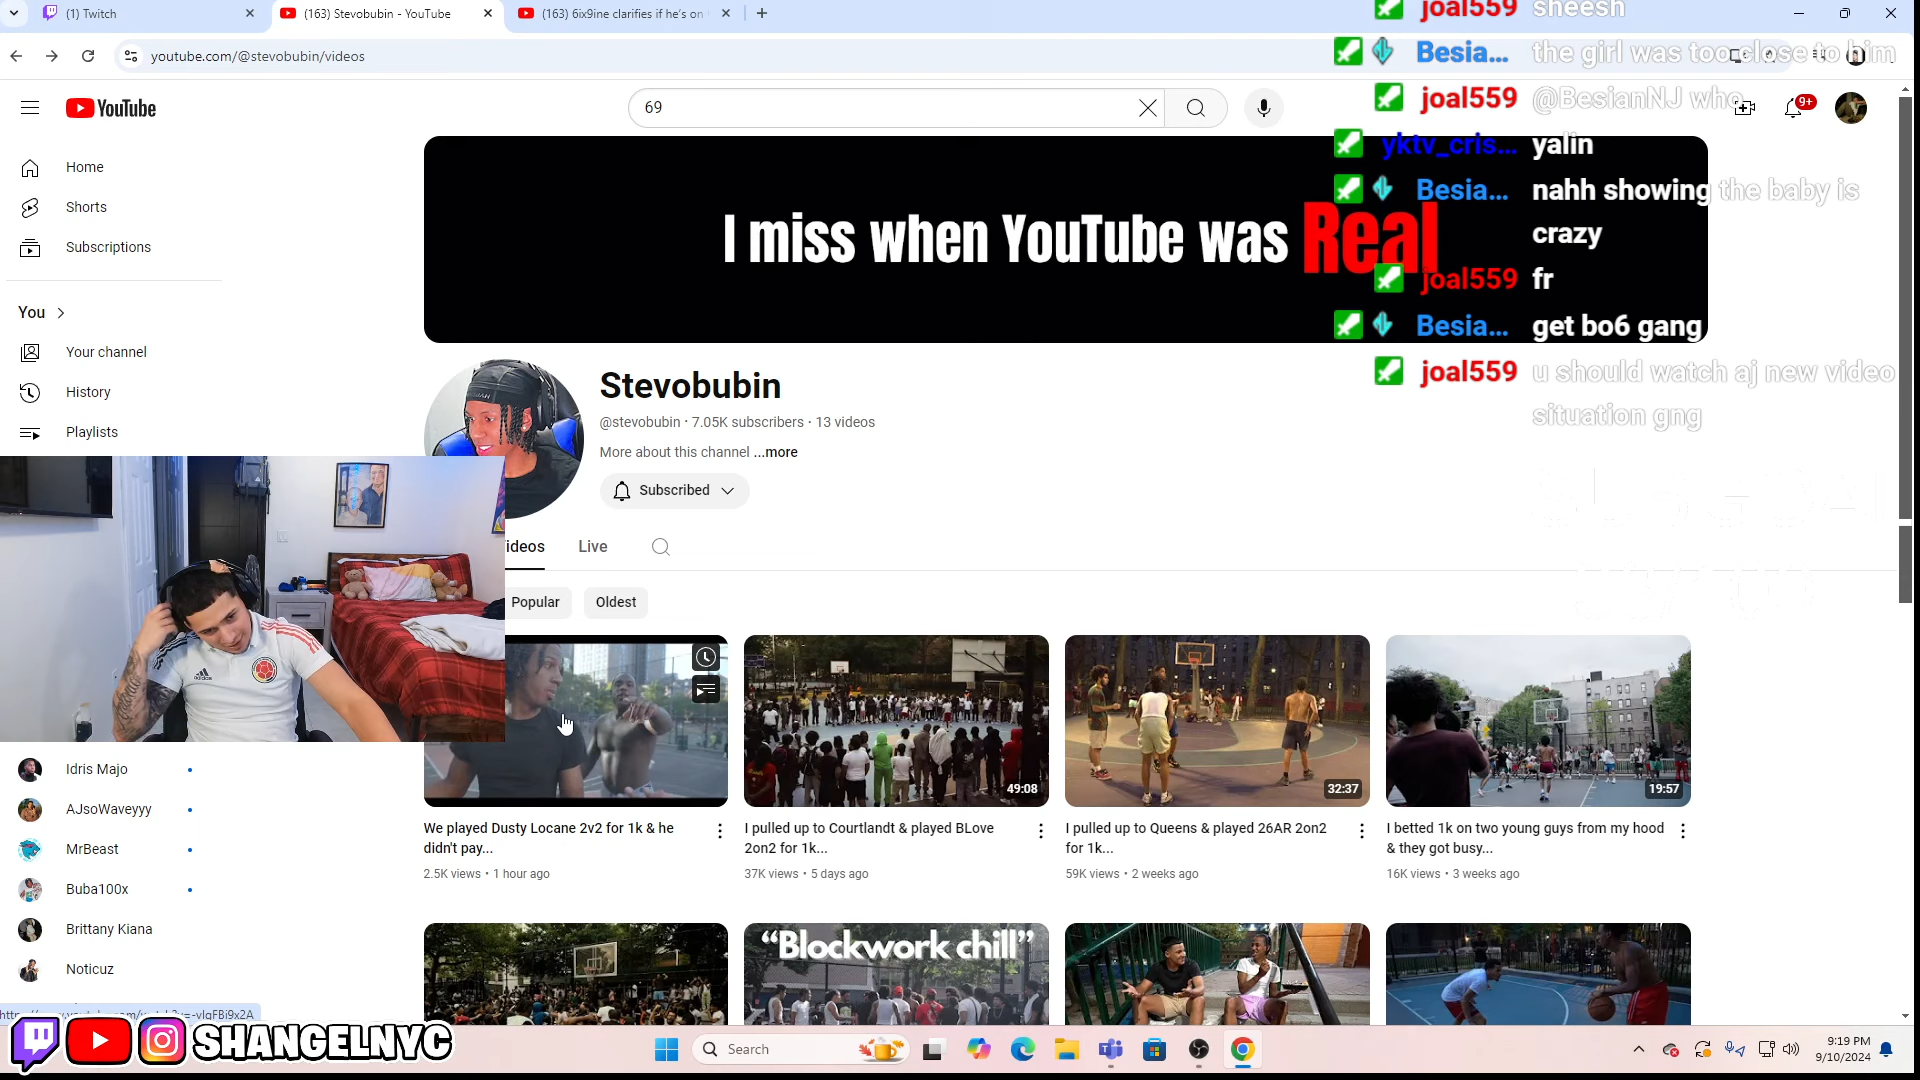 (1) Twitch
(163) Stevobubin - YouTube
(163) 6ix9ine clarifies if he's on
youtube.com/@stevobubin/videos
YouTube
69
9+
joal559 sheesh
Besia... the girl was too close to him
joal559 @BesianNJ who
yktv_cris... yalin
Besia... nahh showing the baby is
crazy
joal559 fr
Besia... get bo6 gang
joal559 u should watch aj new video
situation gng
Home
Shorts
Subscriptions
You
Your channel
History
Playlists
I miss when YouTube was Real
Stevobubin
@stevobubin · 7.05K subscribers · 13 videos
More about this channel ...more
Subscribed
ideos
Live
Popular
Oldest
49:08
32:37
19:57
We played Dusty Locane 2v2 for 1k & he
didn't pay...
2.5K views · 1 hour ago
I pulled up to Courtlandt & played BLove
2on2 for 1k...
37K views · 5 days ago
I pulled up to Queens & played 26AR 2on2
for 1k...
59K views · 2 weeks ago
I betted 1k on two young guys from my hood
& they got busy...
16K views · 3 weeks ago
"Blockwork chill"
Idris Majo
AJsoWaveyyy
MrBeast
Buba100x
Brittany Kiana
Noticuz
SHANGELNYC
Search
9:19 PM
9/10/2024